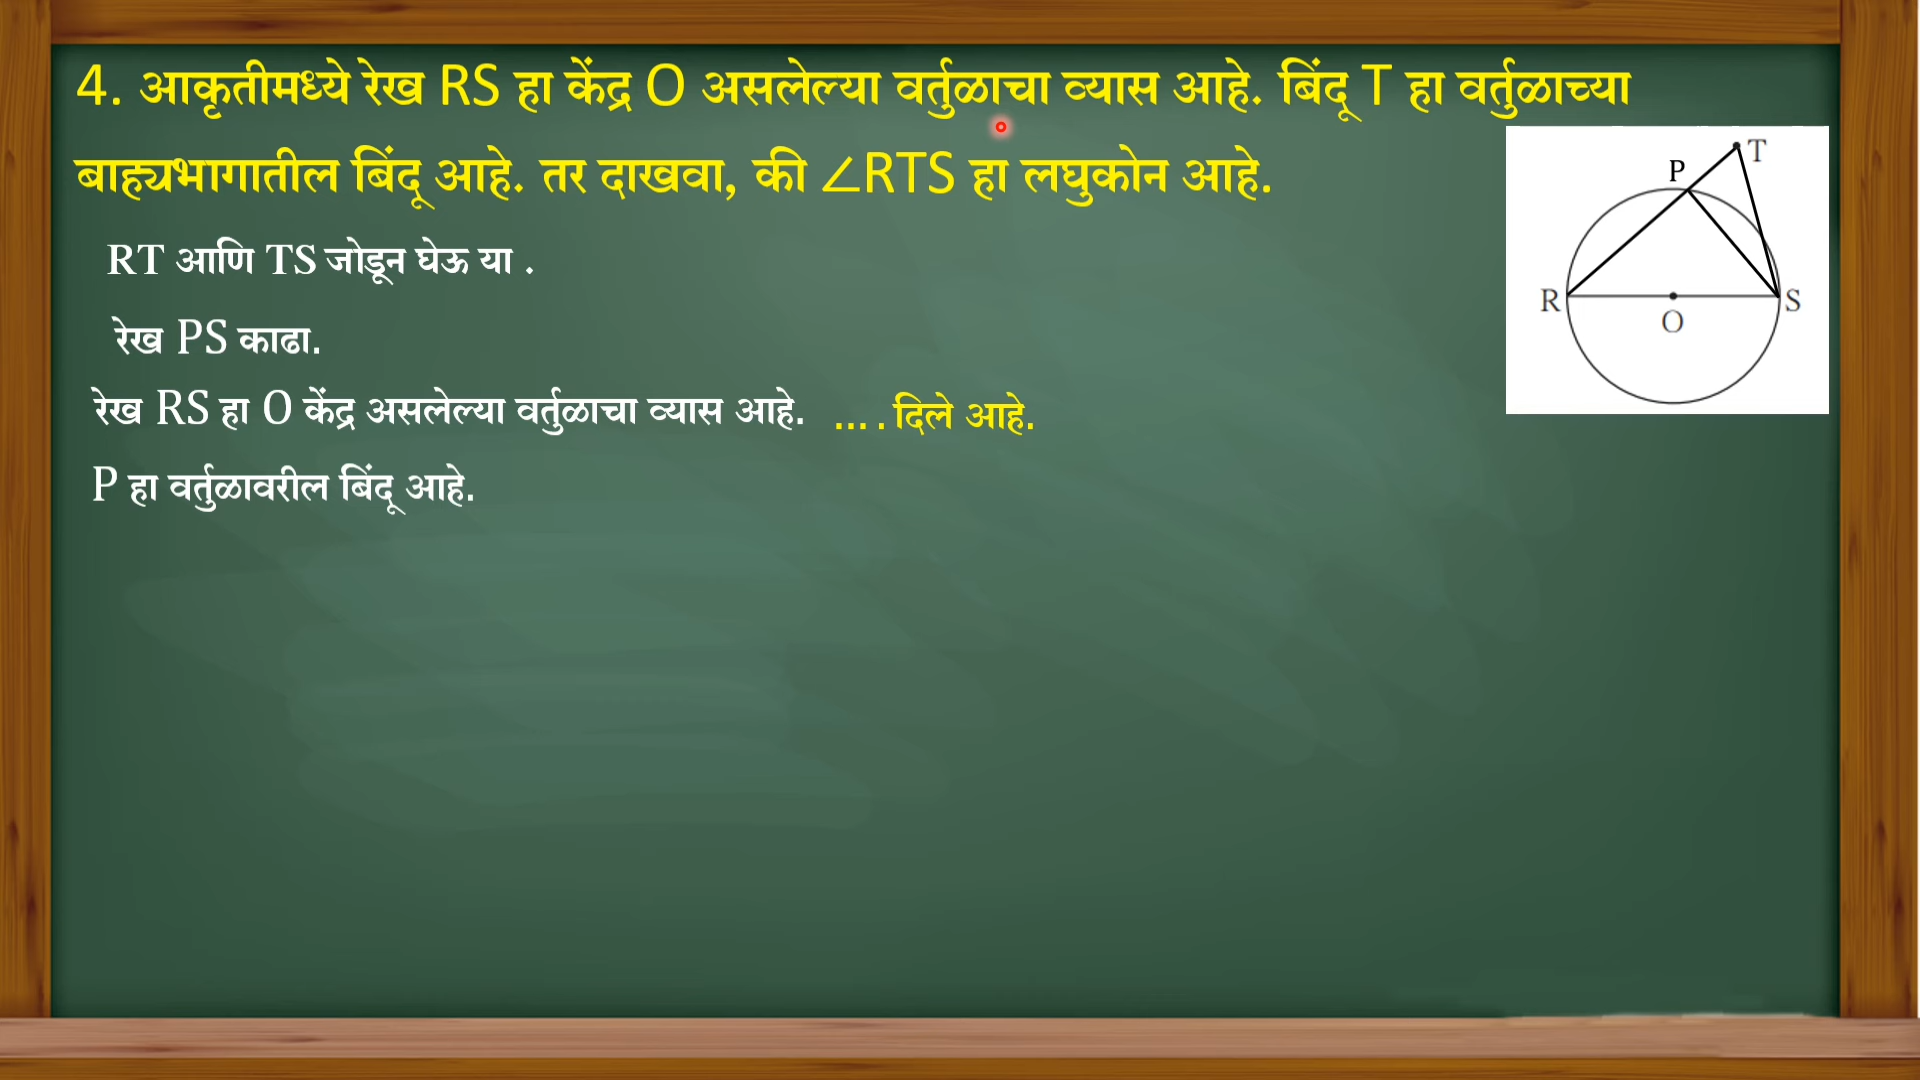 4. आकृतीमध्ये रेख RS हा केंद्र O असलेल्या वर्तुळाचा व्यास आहे. बिंदू T हा वर्तुळाच्या
बाह्यभागातील बिंदू आहे. तर दाखवा, की ∠RTS हा लघुकोन आहे.
RT आणि TS जोडून घेऊ या .
रेख PS काढा.
रेख RS हा O केंद्र असलेल्या वर्तुळाचा व्यास आहे. ... . दिले आहे.
P हा वर्तुळावरील बिंदू आहे.
T
P
R
S
O